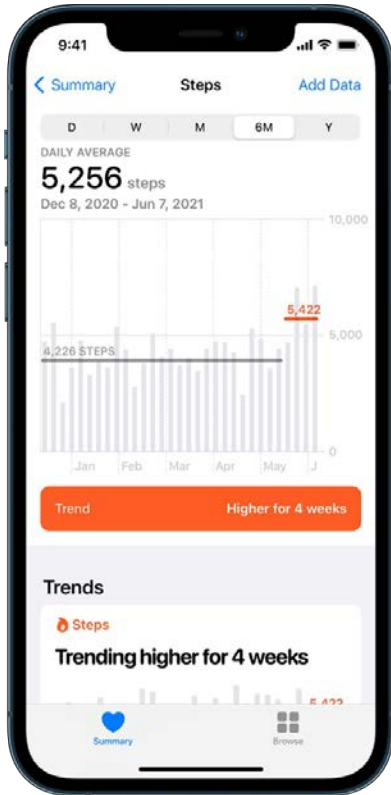 9:41
Summary Steps Add Data
D W M 6M Y
DAILY AVERAGE
5,256 steps
Dec 8, 2020 - Jun 7, 2021
10,000
5,422
5,000
4,226 STEPS
0
Jan Feb Mar Apr May J
Trend Higher for 4 weeks
Trends
Steps
Trending higher for 4 weeks
5,422
Summary Browse